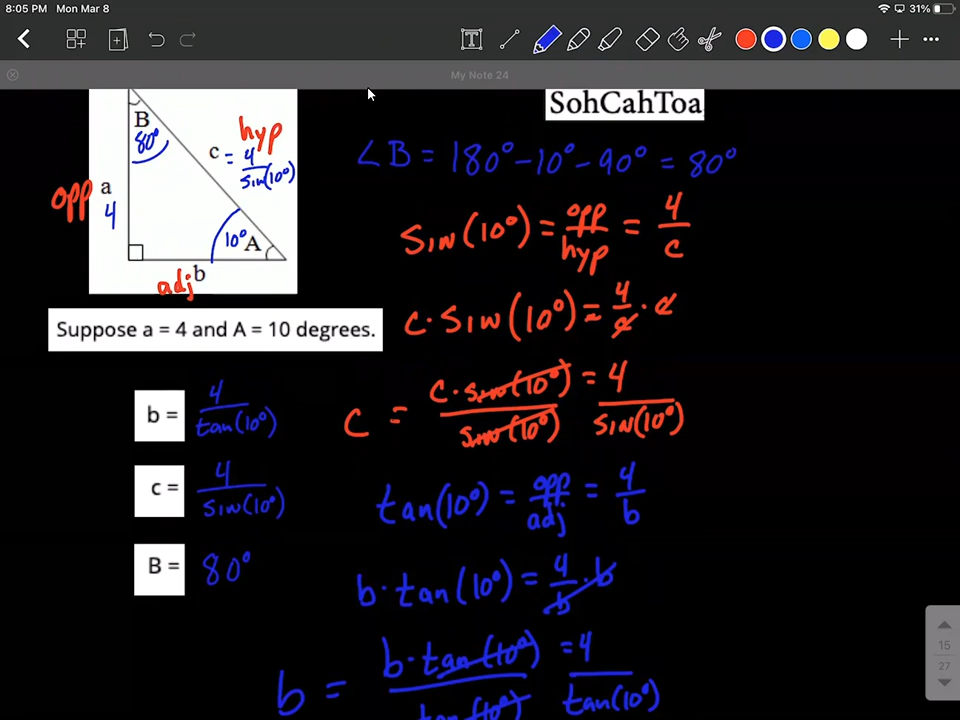 8:05 PM Mon Mar 8
31%
My Note 24
SohCahToa
B
80°
hyp
c = 4/sin(10°)
opp a
4
10° A
adj b
∠B = 180° - 10° - 90° = 80°
sin(10°) = opp/hyp = 4/c
c · sin(10°) = 4/c · c
Suppose a = 4 and A = 10 degrees.
c = c · sin(10°)/sin(10°) = 4/sin(10°)
b = 4/tan(10°)
c = 4/sin(10°)
B = 80°
tan(10°) = opp/adj = 4/b
b · tan(10°) = 4/b · b
b = b · tan(10°)/tan(10°) = 4/tan(10°)
15
27